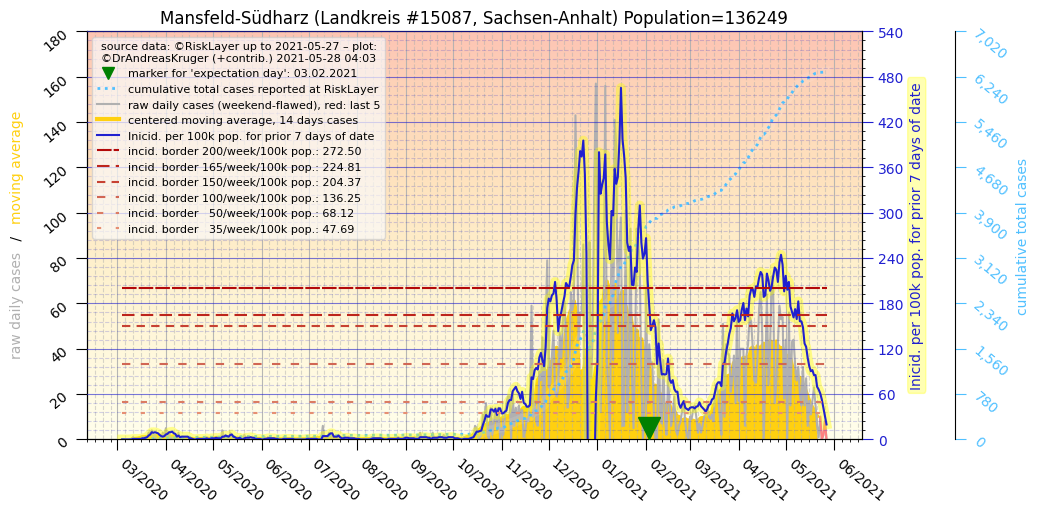 Mansfeld-Südharz (Landkreis #15087, Sachsen-Anhalt) Population=136249
source data: ©RiskLayer up to 2021-05-27 – plot:
©DrAndreasKruger (+contrib.) 2021-05-28 04:03
marker for 'expectation day': 03.02.2021
cumulative total cases reported at RiskLayer
raw daily cases (weekend-flawed), red: last 5
centered moving average, 14 days cases
Inicid. per 100k pop. for prior 7 days of date
incid. border 200/week/100k pop.: 272.50
incid. border 165/week/100k pop.: 224.81
incid. border 150/week/100k pop.: 204.37
incid. border 100/week/100k pop.: 136.25
incid. border 50/week/100k pop.: 68.12
incid. border 35/week/100k pop.: 47.69
raw daily cases / moving average
180
160
140
120
100
80
60
40
20
0
03/2020
04/2020
05/2020
06/2020
07/2020
08/2020
09/2020
10/2020
11/2020
12/2020
01/2021
02/2021
03/2021
04/2021
05/2021
06/2021
540
480
420
360
300
240
180
120
60
0
Inicid. per 100k pop. for prior 7 days of date
7,020
6,240
5,460
4,680
3,900
3,120
2,340
1,560
780
0
cumulative total cases